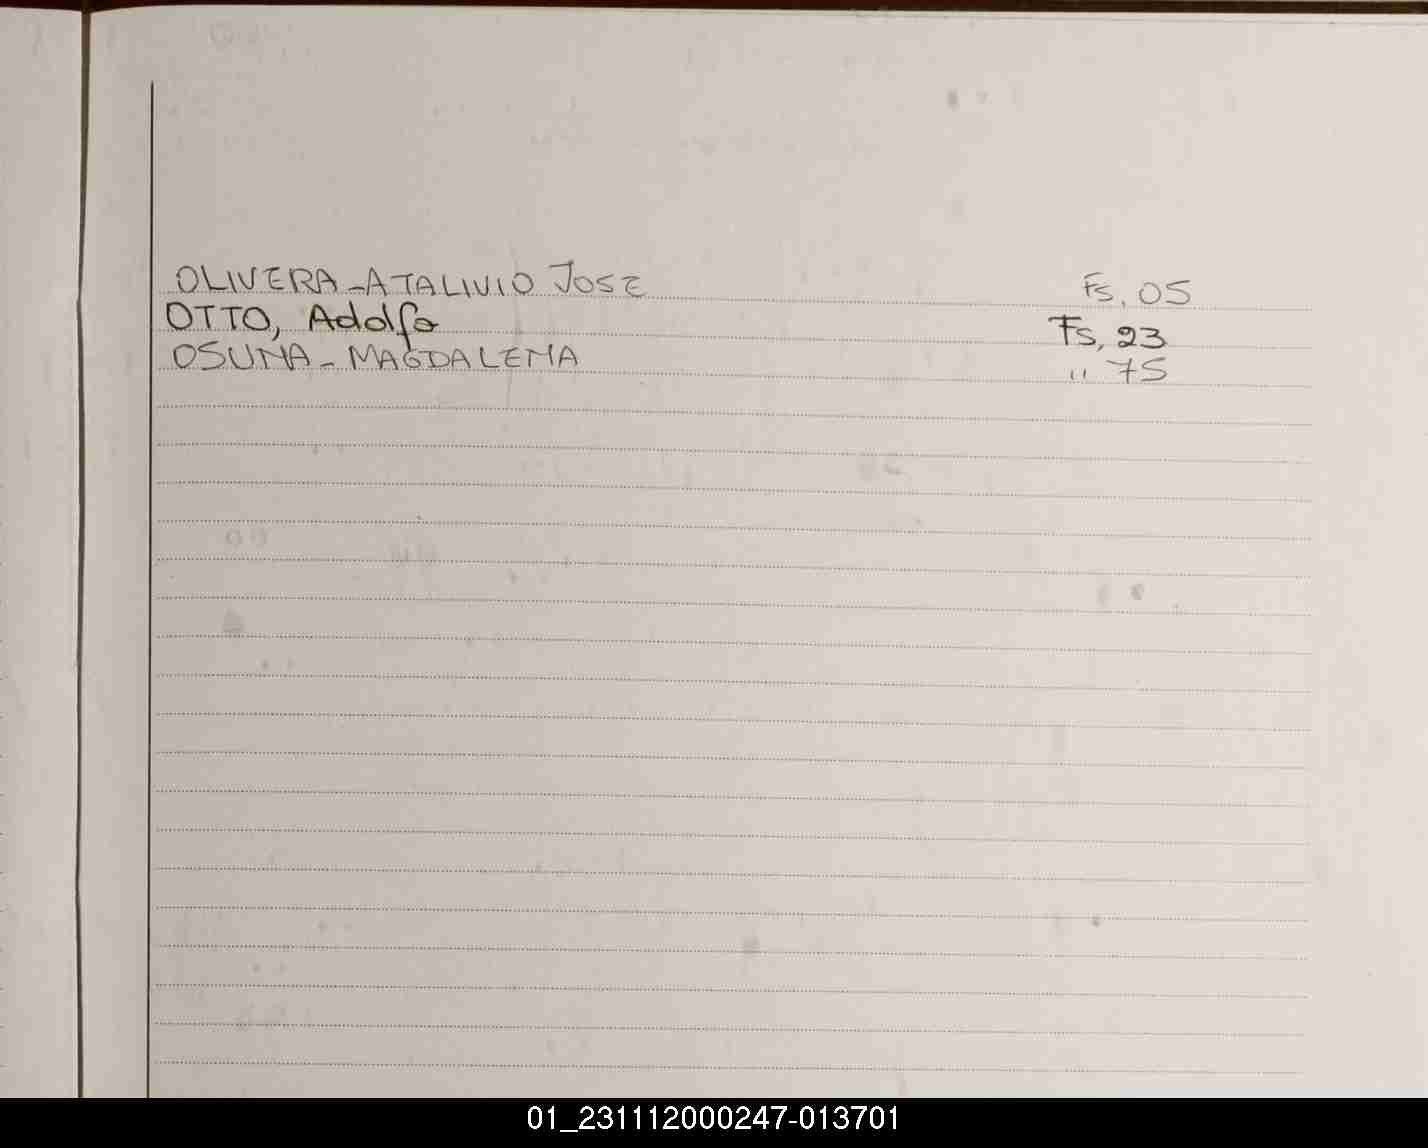 OLIVERA-ATALIVIO JOSE Fs, 05
OTTO, Adolfo Fs, 23
OSUNA-MAGDALENA " 75
01_231112000247-013701